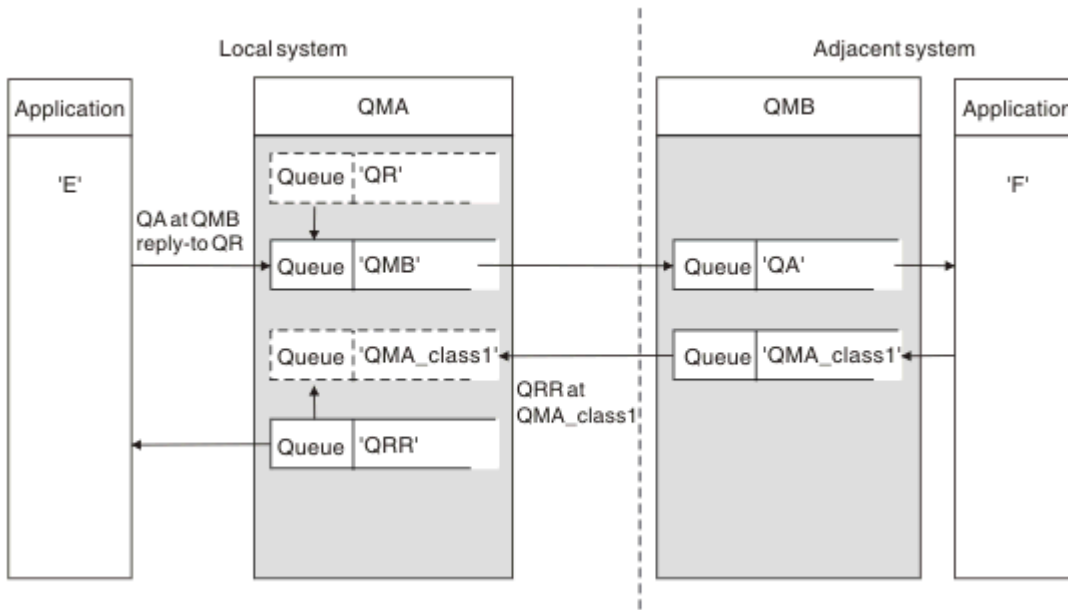 Local system
Adjacent system
Application
QMA
QMB
Application
'E'
Queue 'QR'
'F'
QA at QMB
reply-to QR
Queue 'QMB'
Queue 'QA'
Queue 'QMA_class1'
Queue 'QMA_class1'
QRR at
QMA_class1
Queue 'QRR'